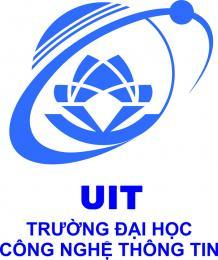 UIT
TRƯỜNG ĐẠI HỌC
CÔNG NGHỆ THÔNG TIN